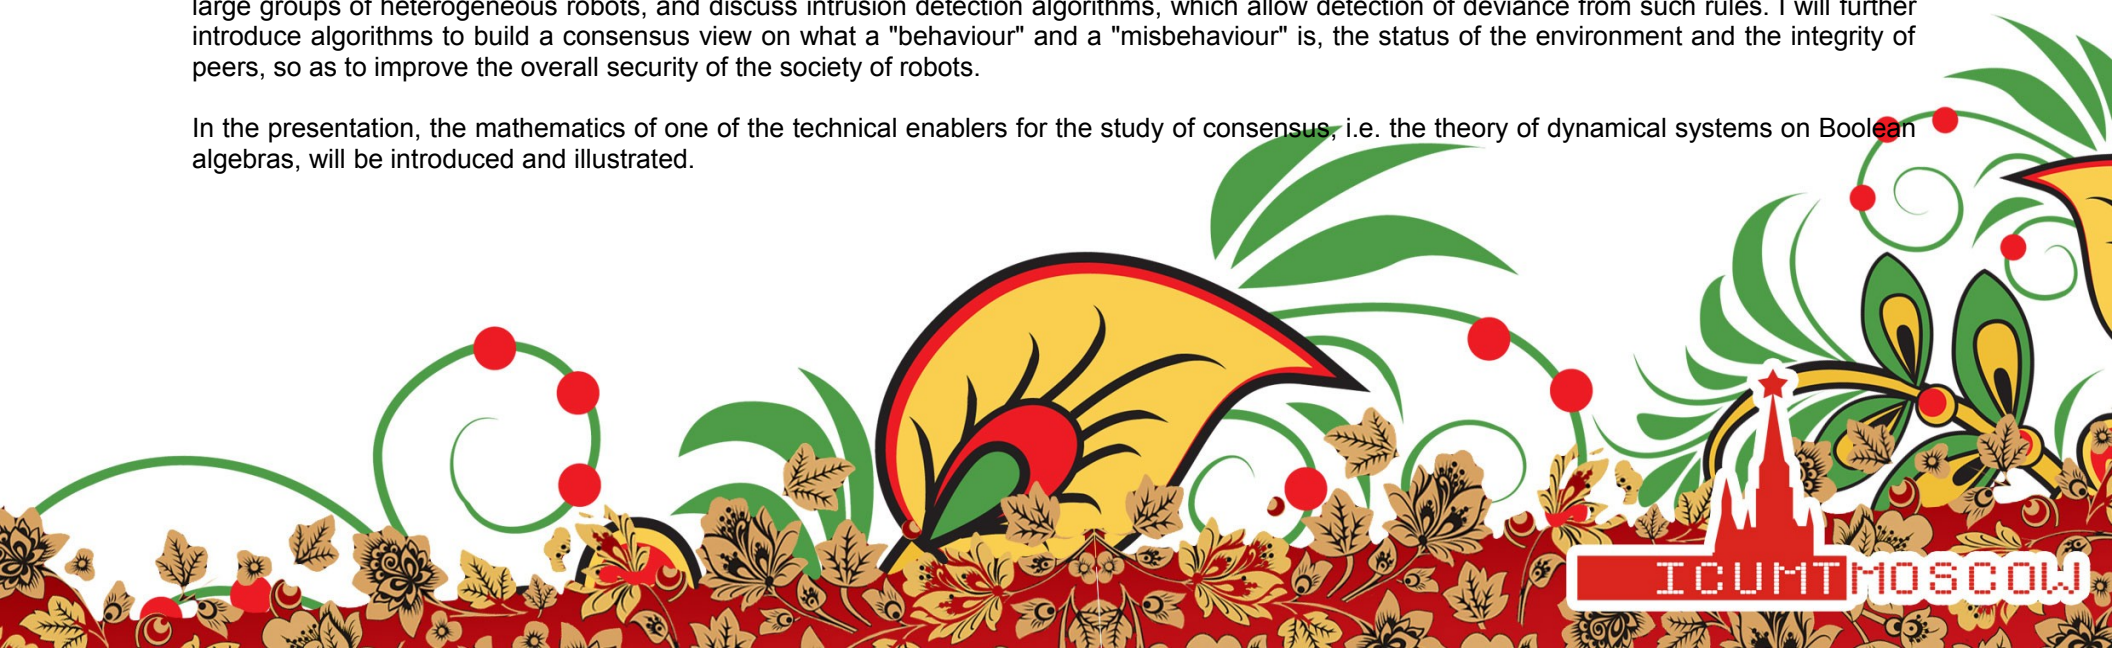 large groups of heterogeneous robots, and discuss intrusion detection algorithms, which allow detection of deviance from such rules. I will further
introduce algorithms to build a consensus view on what a "behaviour" and a "misbehaviour" is, the status of the environment and the integrity of
peers, so as to improve the overall security of the society of robots.
In the presentation, the mathematics of one of the technical enablers for the study of consensus, i.e. the theory of dynamical systems on Boolean
algebras, will be introduced and illustrated.
ICUMTMOSCOW